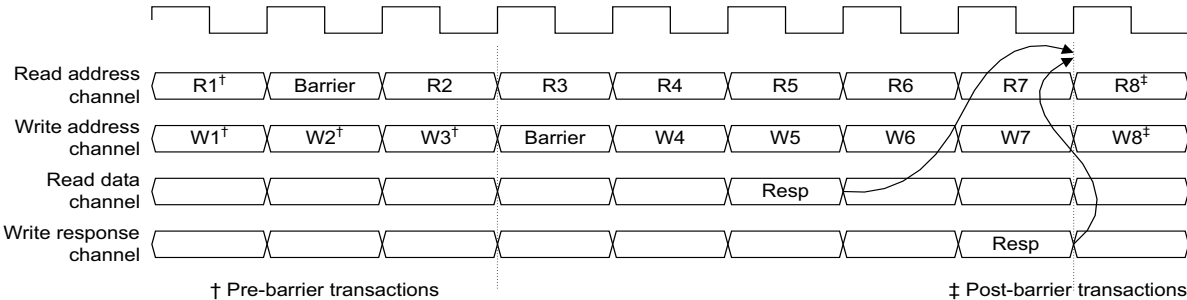 Read address channel R1† Barrier R2 R3 R4 R5 R6 R7 R8‡
Write address channel W1† W2† W3† Barrier W4 W5 W6 W7 W8‡
Read data channel Resp
Write response channel Resp
† Pre-barrier transactions ‡ Post-barrier transactions